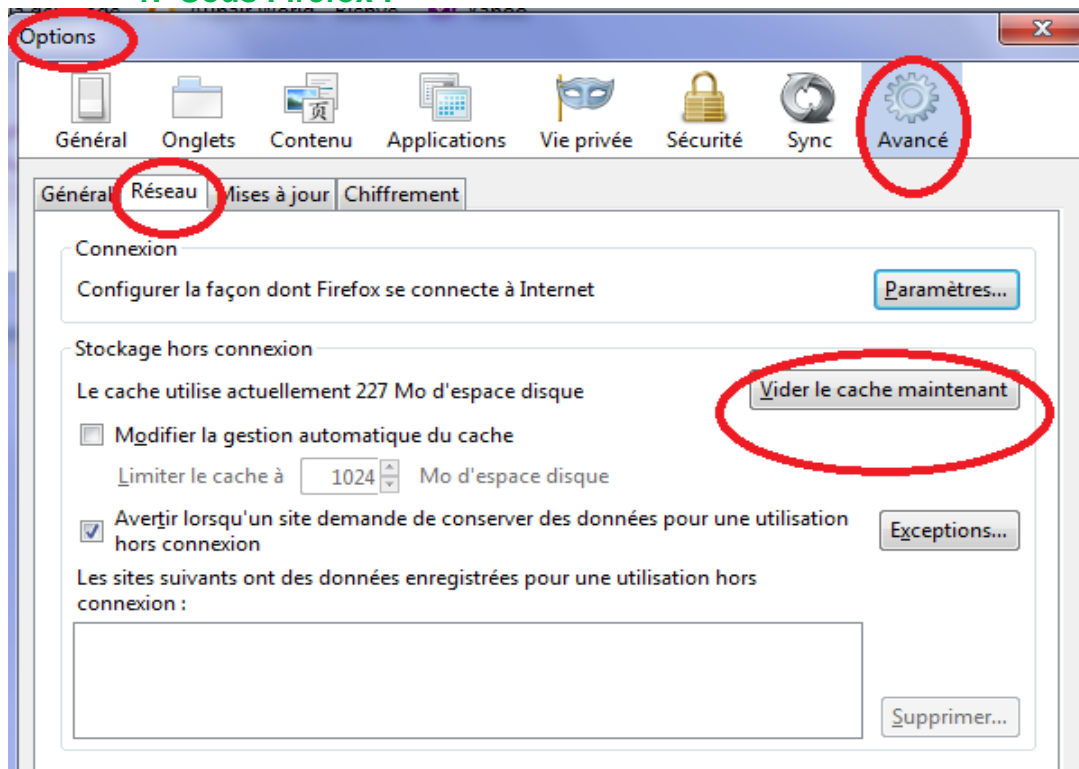 Sous Firefox :
Options
Général Onglets Contenu Applications Vie privée Sécurité Sync Avancé
Général Réseau Mises à jour Chiffrement
Connexion
Configurer la façon dont Firefox se connecte à Internet Paramètres...
Stockage hors connexion
Le cache utilise actuellement 227 Mo d'espace disque Vider le cache maintenant
Modifier la gestion automatique du cache
Limiter le cache à 1024 Mo d'espace disque
Avertir lorsqu'un site demande de conserver des données pour une utilisation
hors connexion Exceptions...
Les sites suivants ont des données enregistrées pour une utilisation hors
connexion :
Supprimer...